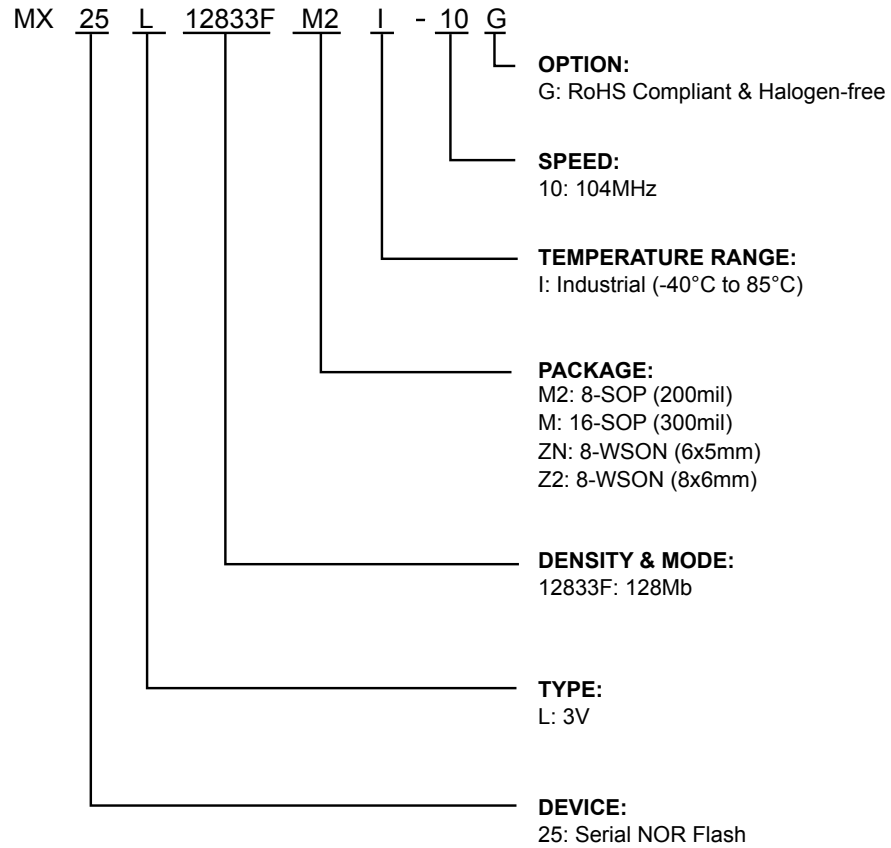 MX 25 L 12833F M2 I - 10 G
OPTION:
G: RoHS Compliant & Halogen-free
SPEED:
10: 104MHz
TEMPERATURE RANGE:
I: Industrial (-40°C to 85°C)
PACKAGE:
M2: 8-SOP (200mil)
M: 16-SOP (300mil)
ZN: 8-WSON (6x5mm)
Z2: 8-WSON (8x6mm)
DENSITY & MODE:
12833F: 128Mb
TYPE:
L: 3V
DEVICE:
25: Serial NOR Flash